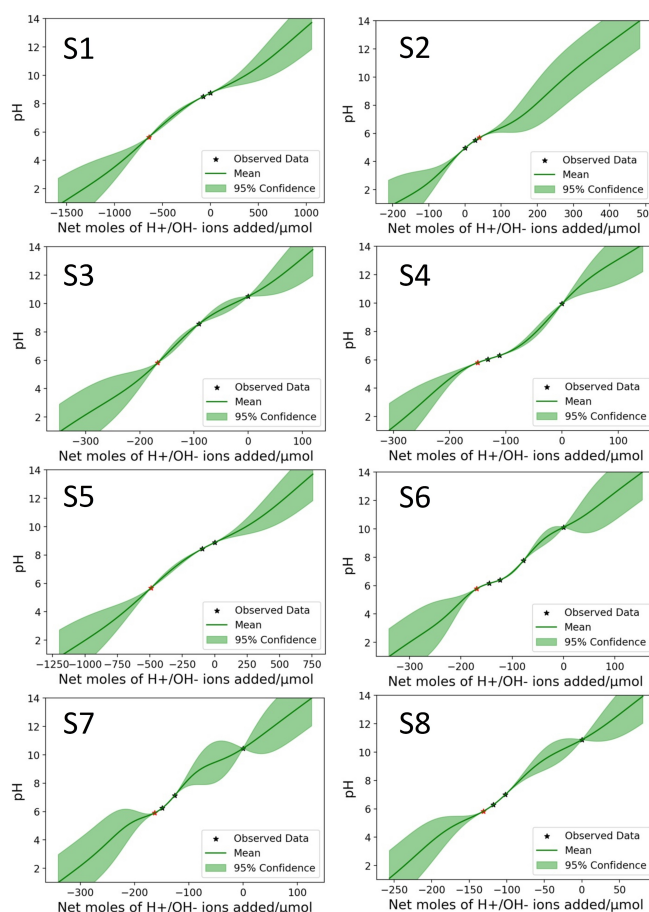 S1
14
12
10
8
6
4
2
pH
Observed Data
Mean
95% Confidence
−1500 −1000 −500 0 500 1000
Net moles of H+/OH- ions added/μmol
S2
14
12
10
8
6
4
2
pH
Observed Data
Mean
95% Confidence
−200 −100 0 100 200 300 400 500
Net moles of H+/OH- ions added/μmol
S3
14
12
10
8
6
4
2
pH
Observed Data
Mean
95% Confidence
−300 −200 −100 0 100
Net moles of H+/OH- ions added/μmol
S4
14
12
10
8
6
4
2
pH
Observed Data
Mean
95% Confidence
−300 −200 −100 0 100
Net moles of H+/OH- ions added/μmol
S5
14
12
10
8
6
4
2
pH
Observed Data
Mean
95% Confidence
−1250 −1000 −750 −500 −250 0 250 500 750
Net moles of H+/OH- ions added/μmol
S6
14
12
10
8
6
4
2
pH
Observed Data
Mean
95% Confidence
−300 −200 −100 0 100
Net moles of H+/OH- ions added/μmol
S7
14
12
10
8
6
4
2
pH
Observed Data
Mean
95% Confidence
−300 −200 −100 0 100
Net moles of H+/OH- ions added/μmol
S8
14
12
10
8
6
4
2
pH
Observed Data
Mean
95% Confidence
−250 −200 −150 −100 −50 0 50
Net moles of H+/OH- ions added/μmol